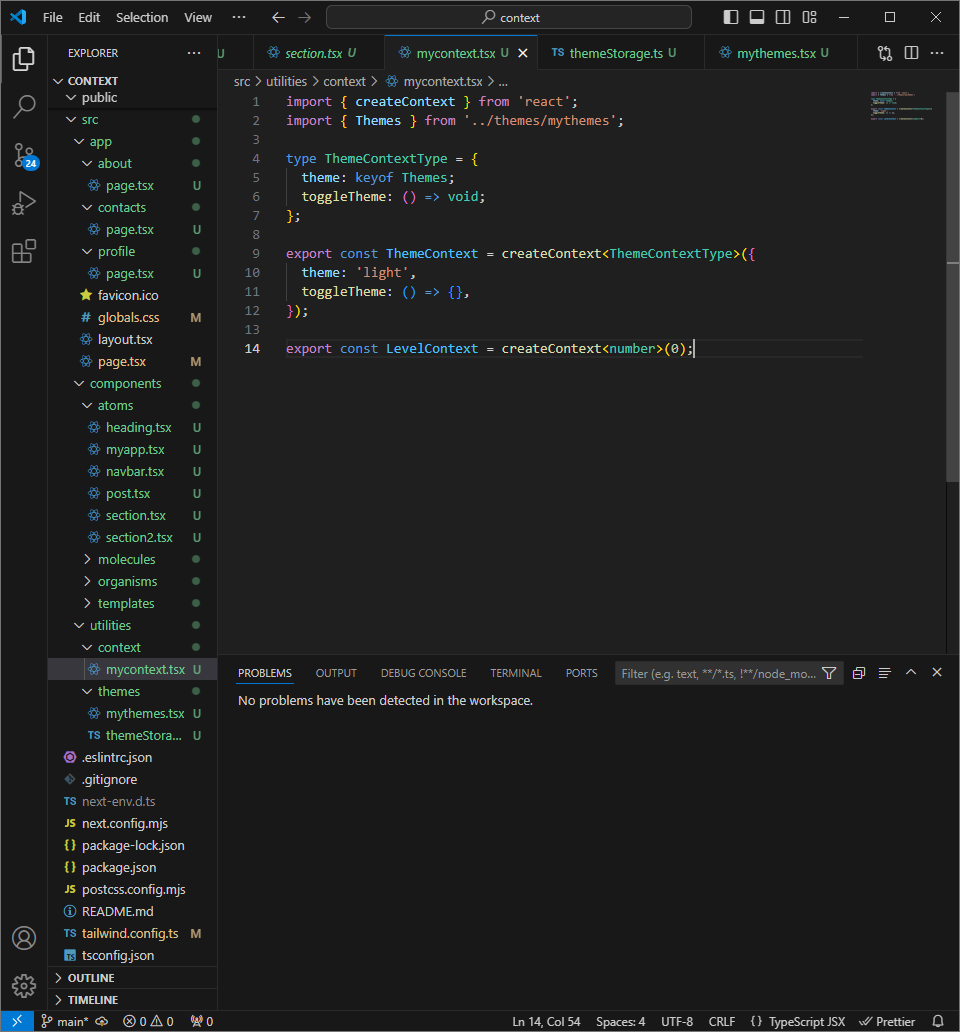 File Edit Selection View ··· context
EXPLORER ···
CONTEXT
public
src
app
about
page.tsx U
contacts
page.tsx U
profile
page.tsx U
favicon.ico
# globals.css M
layout.tsx
page.tsx M
components
atoms
heading.tsx U
myapp.tsx U
navbar.tsx U
post.tsx U
section.tsx U
section2.tsx U
molecules
organisms
templates
utilities
context
mycontext.tsx U
themes
mythemes.tsx U
TS themeStora... U
.eslintrc.json
.gitignore
TS next-env.d.ts
JS next.config.mjs
{} package-lock.json
{} package.json
JS postcss.config.mjs
README.md
TS tailwind.config.ts M
TS tsconfig.json
OUTLINE
TIMELINE
24
U section.tsx U mycontext.tsx U TS themeStorage.ts U mythemes.tsx U ···
src > utilities > context > mycontext.tsx > ...
1 import { createContext } from 'react';
2 import { Themes } from '../themes/mythemes';
3
4 type ThemeContextType = {
5 theme: keyof Themes;
6 toggleTheme: () => void;
7 };
8
9 export const ThemeContext = createContext<ThemeContextType>({
10 theme: 'light',
11 toggleTheme: () => {},
12 });
13
14 export const LevelContext = createContext<number>(0);
PROBLEMS OUTPUT DEBUG CONSOLE TERMINAL PORTS Filter (e.g. text, **/*.ts, !**/node_mo...
No problems have been detected in the workspace.
main* 0 0 0 Ln 14, Col 54 Spaces: 4 UTF-8 CRLF {} TypeScript JSX Prettier